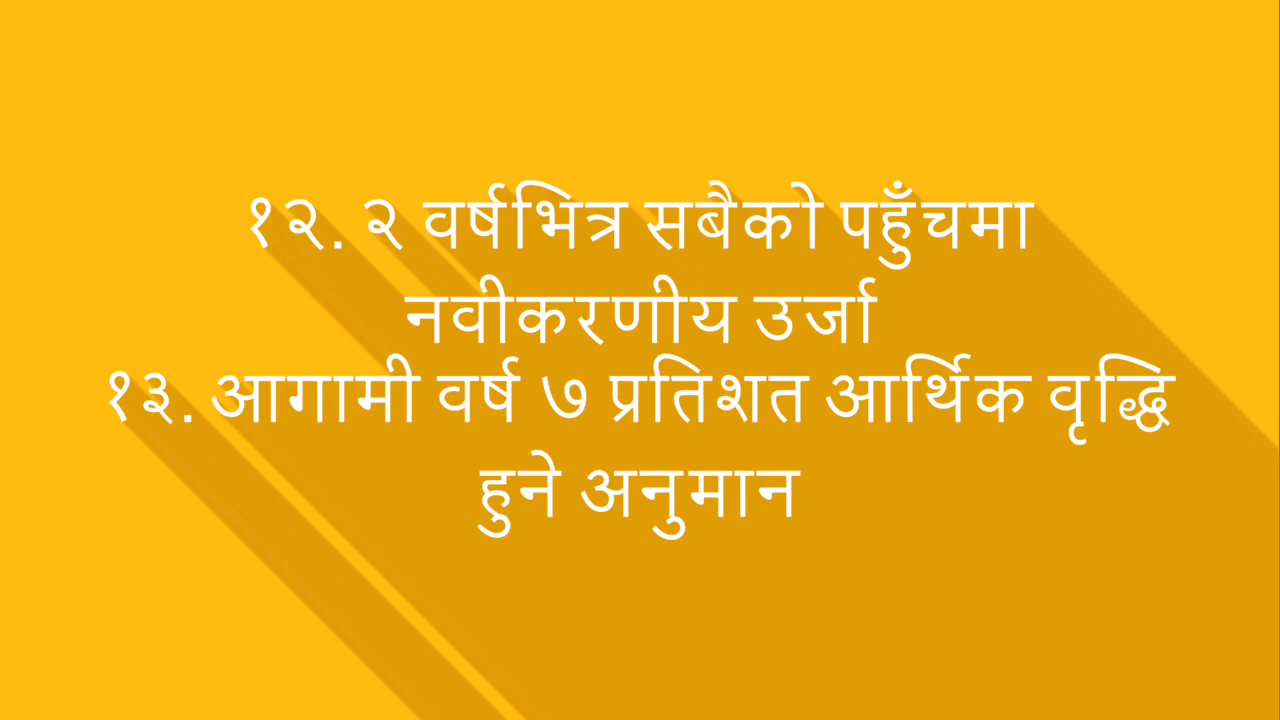 १२. २ वर्षभित्र सबैको पहुँचमा
नवीकरणीय उर्जा
१३. आगामी वर्ष ७ प्रतिशत आर्थिक वृद्धि
हुने अनुमान